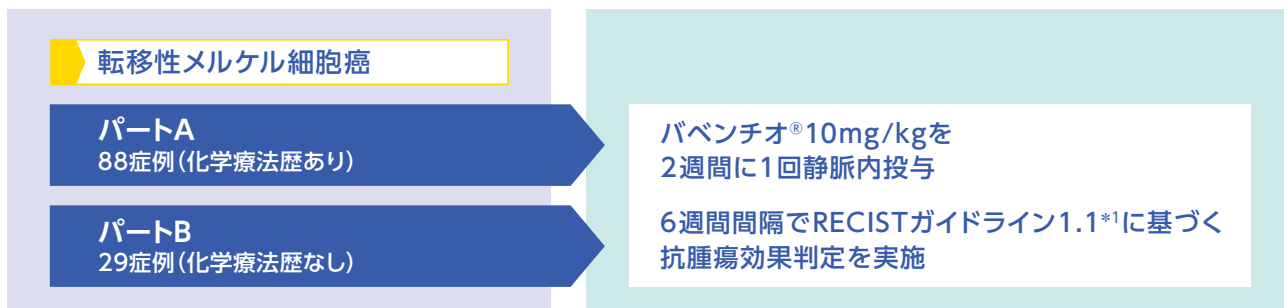 転移性メルケル細胞癌
パートA
88症例（化学療法歴あり）
パートB
29症例（化学療法歴なし）
バベンチオ®10mg/kgを
2週間に1回静脈内投与
6週間間隔でRECISTガイドライン1.1*1に基づく
抗腫瘍効果判定を実施